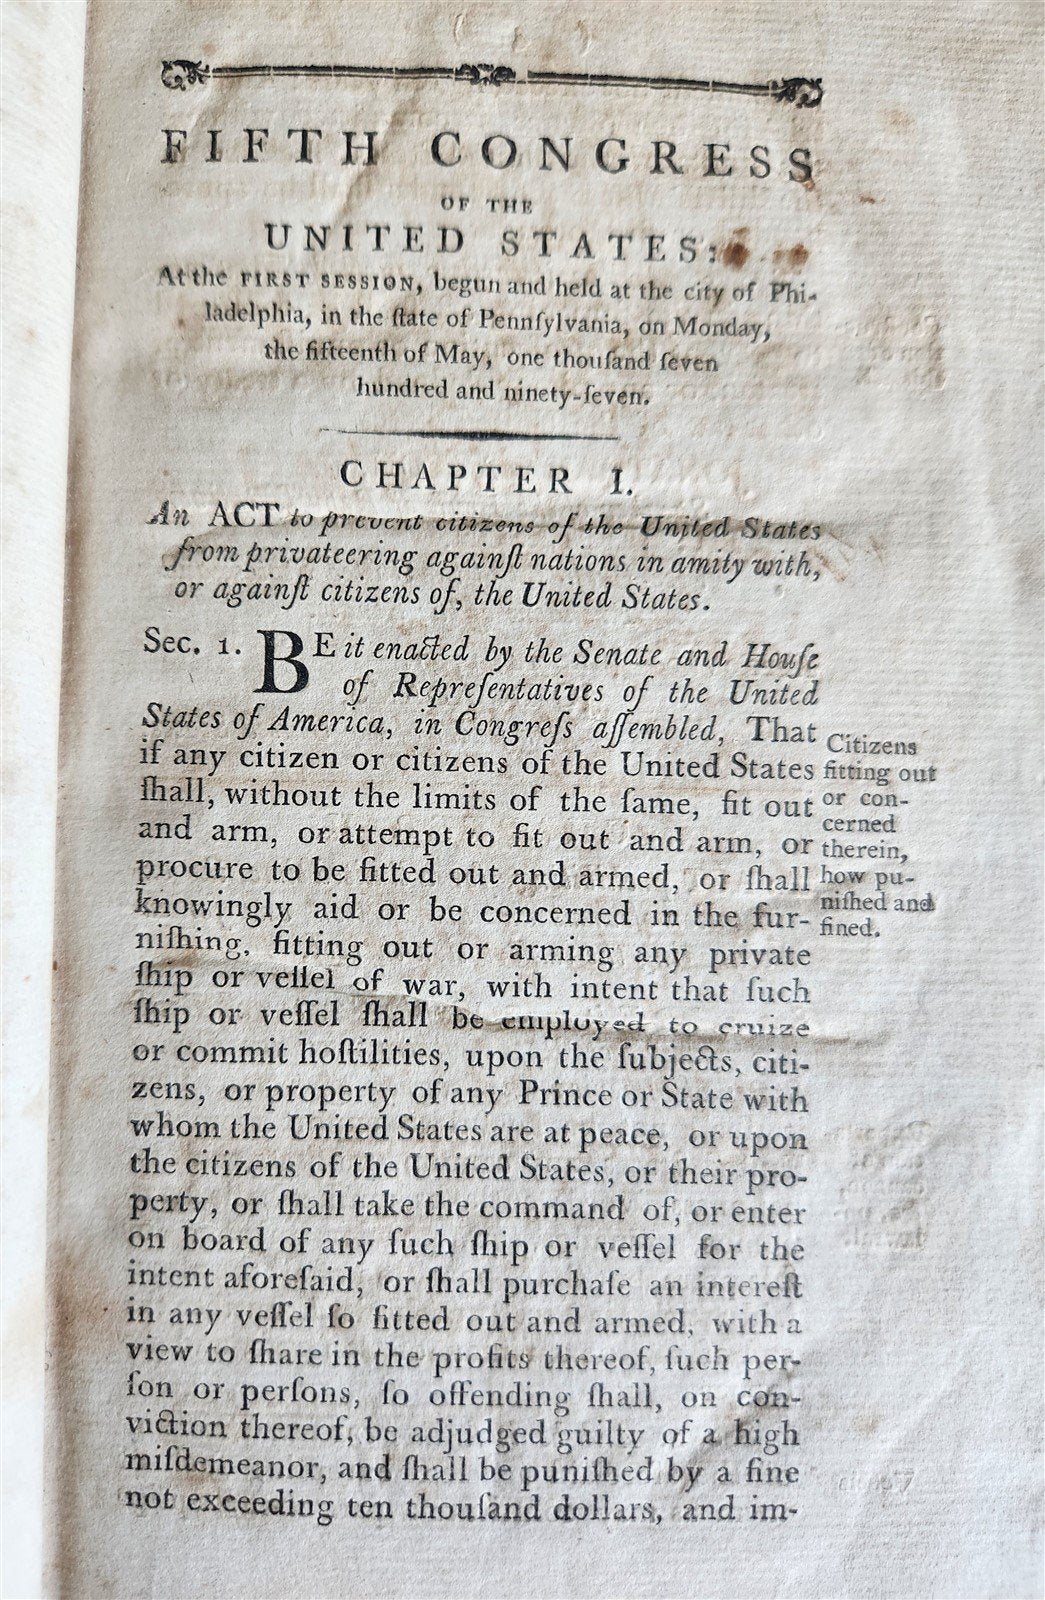 FIFTH CONGRESS
OF THE
UNITED STATES:
At the FIRST SESSION, begun and held at the city of Phi-
ladelphia, in the ſtate of Pennſylvania, on Monday,
the fifteenth of May, one thouſand ſeven
hundred and ninety-ſeven.
CHAPTER I.
An ACT to prevent citizens of the United States
from privateering againſt nations in amity with,
or againſt citizens of, the United States.
Sec. 1. BE it enacted by the Senate and Houſe
of Repreſentatives of the United
States of America, in Congreſs aſſembled, That
if any citizen or citizens of the United States
ſhall, without the limits of the ſame, fit out
and arm, or attempt to fit out and arm, or
procure to be fitted out and armed, or ſhall
knowingly aid or be concerned in the fur-
niſhing, fitting out or arming any private
ſhip or veſſel of war, with intent that ſuch
ſhip or veſſel ſhall be employed to cruize
or commit hoſtilities, upon the ſubjects, citi-
zens, or property of any Prince or State with
whom the United States are at peace, or upon
the citizens of the United States, or their pro-
perty, or ſhall take the command of, or enter
on board of any ſuch ſhip or veſſel for the
intent aforeſaid, or ſhall purchaſe an intereſt
in any veſſel ſo fitted out and armed, with a
view to ſhare in the profits thereof, ſuch per-
ſon or perſons, ſo offending ſhall, on con-
viction thereof, be adjudged guilty of a high
miſdemeanor, and ſhall be puniſhed by a fine
not exceeding ten thouſand dollars, and im-
Citizens
fitting out
or con-
cerned
therein,
how pu-
niſhed and
fined.